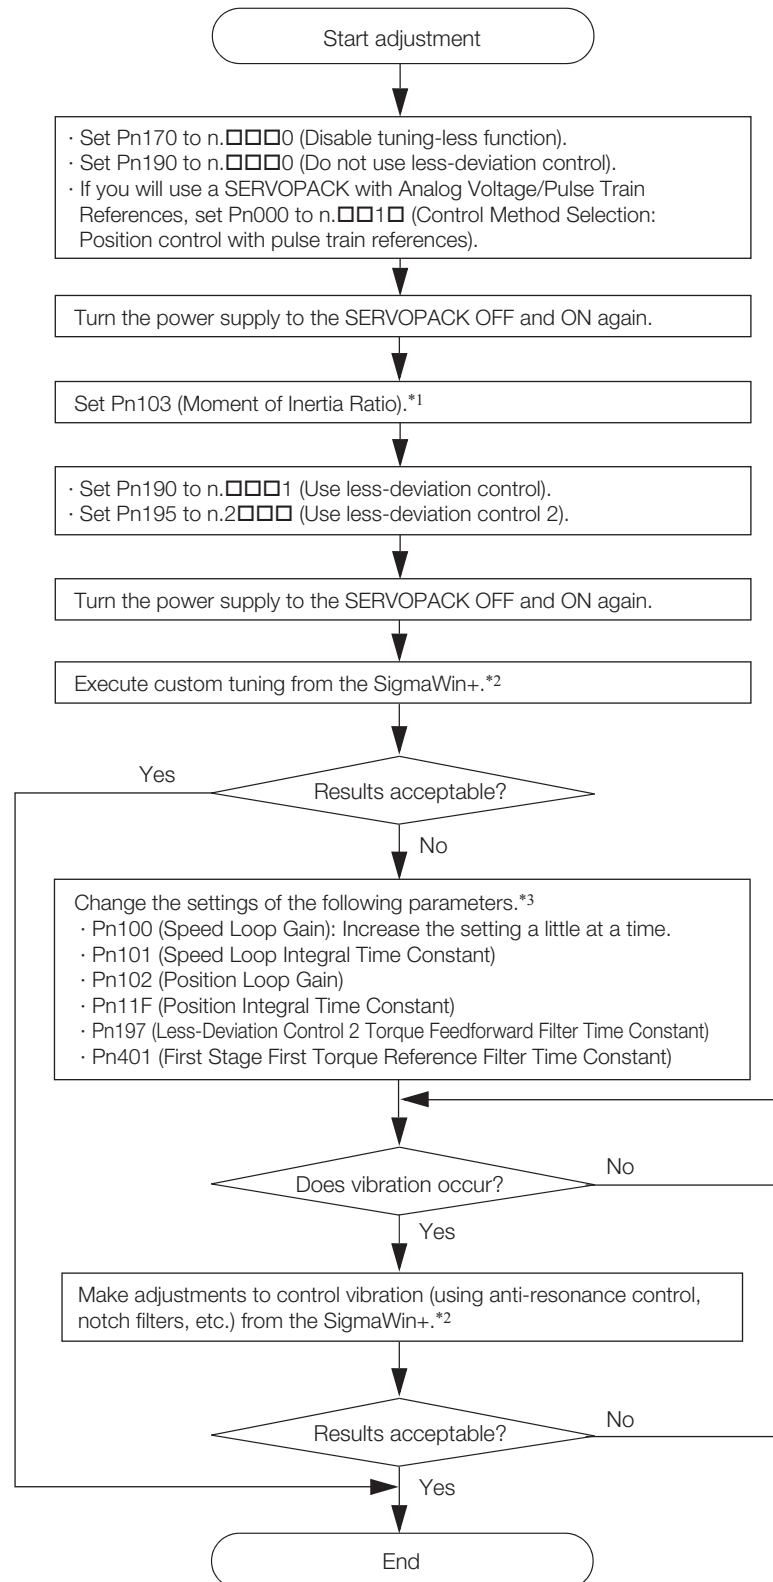 Start adjustment
· Set Pn170 to n.□□□0 (Disable tuning-less function).
· Set Pn190 to n.□□□0 (Do not use less-deviation control).
· If you will use a SERVOPACK with Analog Voltage/Pulse Train
References, set Pn000 to n.□□1□ (Control Method Selection:
Position control with pulse train references).
Turn the power supply to the SERVOPACK OFF and ON again.
Set Pn103 (Moment of Inertia Ratio).*1
· Set Pn190 to n.□□□1 (Use less-deviation control).
· Set Pn195 to n.2□□□ (Use less-deviation control 2).
Turn the power supply to the SERVOPACK OFF and ON again.
Execute custom tuning from the SigmaWin+.*2
Yes
Results acceptable?
No
Change the settings of the following parameters.*3
· Pn100 (Speed Loop Gain): Increase the setting a little at a time.
· Pn101 (Speed Loop Integral Time Constant)
· Pn102 (Position Loop Gain)
· Pn11F (Position Integral Time Constant)
· Pn197 (Less-Deviation Control 2 Torque Feedforward Filter Time Constant)
· Pn401 (First Stage First Torque Reference Filter Time Constant)
Does vibration occur?
No
Yes
Make adjustments to control vibration (using anti-resonance control,
notch filters, etc.) from the SigmaWin+.*2
Results acceptable?
No
Yes
End